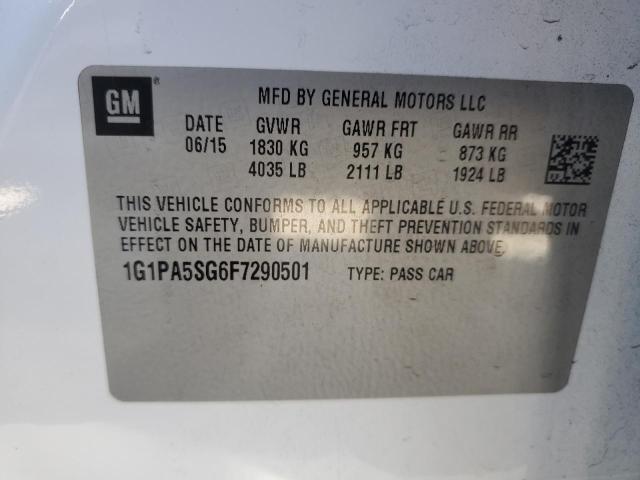 GM
MFD BY GENERAL MOTORS LLC
DATE GVWR GAWR FRT GAWR RR
06/15 1830 KG 957 KG 873 KG
4035 LB 2111 LB 1924 LB
THIS VEHICLE CONFORMS TO ALL APPLICABLE U.S. FEDERAL MOTOR
VEHICLE SAFETY, BUMPER, AND THEFT PREVENTION STANDARDS IN
EFFECT ON THE DATE OF MANUFACTURE SHOWN ABOVE.
1G1PA5SG6F7290501 TYPE: PASS CAR